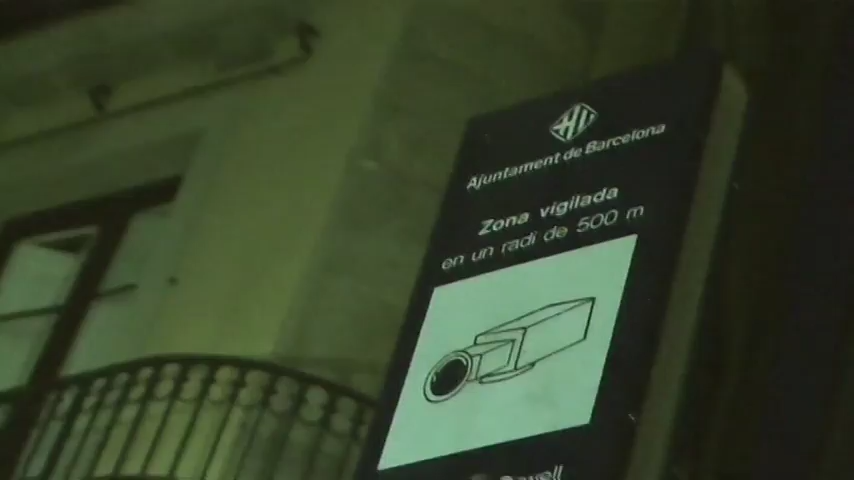 Ajuntament de Barcelona
Zona vigilada
en un radi de 500 m